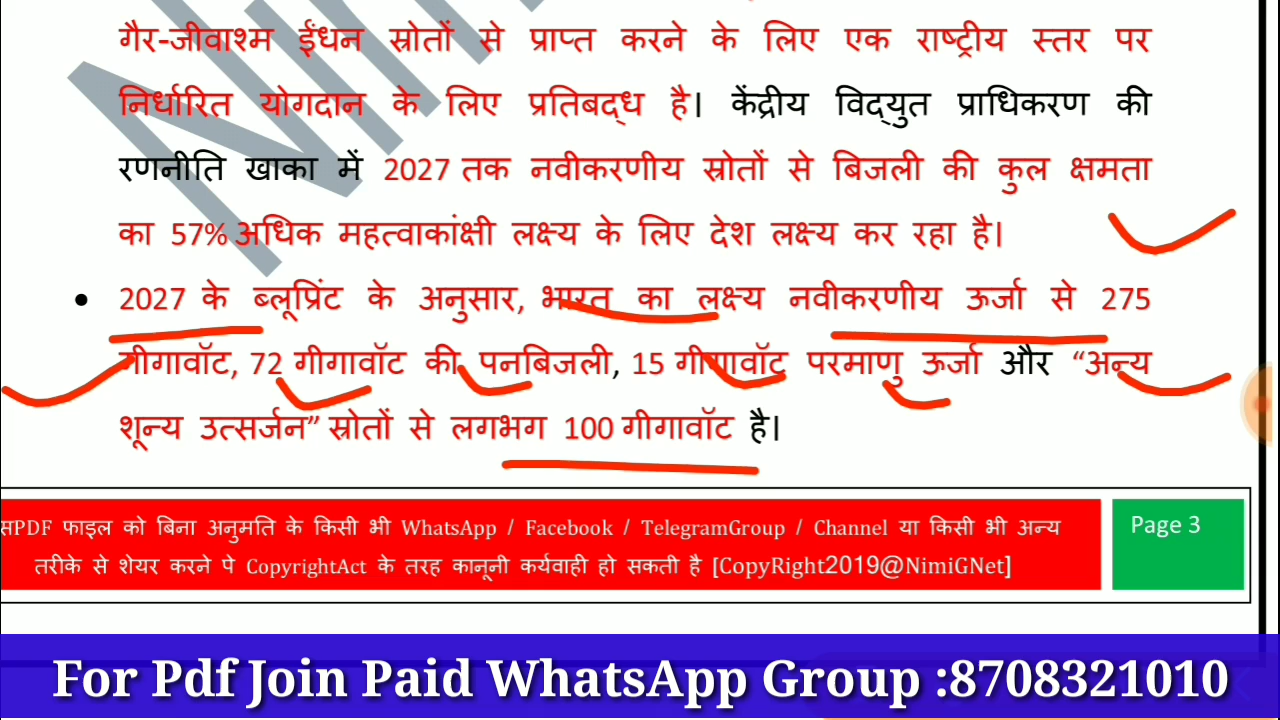 गैर-जीवाश्म ईंधन स्रोतों से प्राप्त करने के लिए एक राष्ट्रीय स्तर पर
निर्धारित योगदान के लिए प्रतिबद्ध है। केंद्रीय विद्युत प्राधिकरण की
रणनीति खाका में 2027 तक नवीकरणीय स्रोतों से बिजली की कुल क्षमता
का 57% अधिक महत्वाकांक्षी लक्ष्य के लिए देश लक्ष्य कर रहा है।
• 2027 के ब्लूप्रिंट के अनुसार, भारत का लक्ष्य नवीकरणीय ऊर्जा से 275
गीगावॉट, 72 गीगावॉट की पनबिजली, 15 गीगावॉट परमाणु ऊर्जा और “अन्य
शून्य उत्सर्जन” स्रोतों से लगभग 100 गीगावॉट है।
सPDF फाइल को बिना अनुमति के किसी भी WhatsApp / Facebook / TelegramGroup / Channel या किसी भी अन्य
तरीके से शेयर करने पे CopyrightAct के तरह कानूनी कर्यवाही हो सकती है [CopyRight2019@NimiGNet]
Page 3
For Pdf Join Paid WhatsApp Group :8708321010